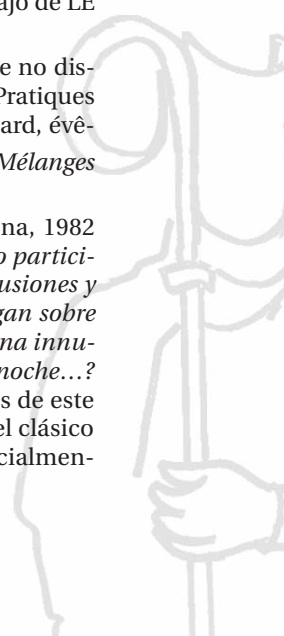 ajo de LE
e no dis-
Pratiques
ard, évê-
Mélanges
na, 1982
o partici-
usiones y
gan sobre
na innu-
noche…?
s de este
el clásico
cialmen-